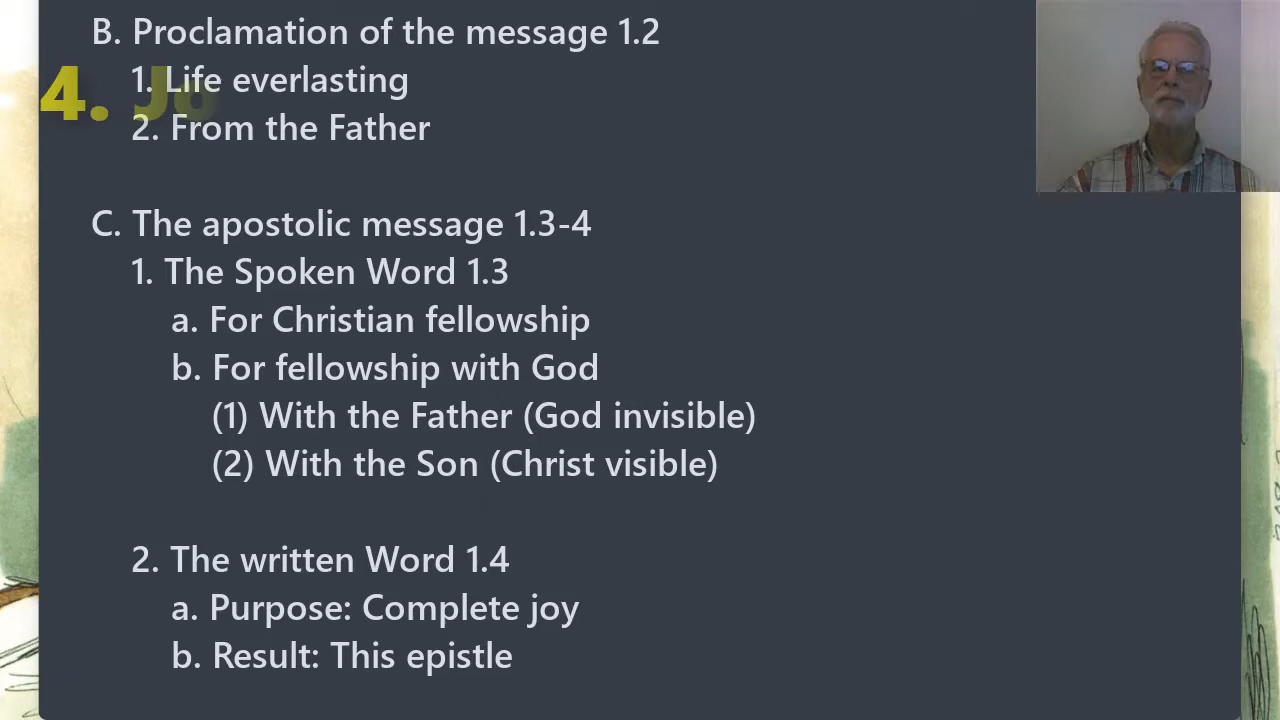 B. Proclamation of the message 1.2
1. Life everlasting
4. Jo
2. From the Father
C. The apostolic message 1.3-4
1. The Spoken Word 1.3
a. For Christian fellowship
b. For fellowship with God
(1) With the Father (God invisible)
(2) With the Son (Christ visible)
2. The written Word 1.4
a. Purpose: Complete joy
b. Result: This epistle